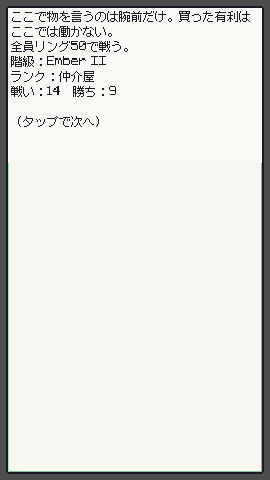 ここで物を言うのは腕前だけ。買った有利は
ここでは働かない。
全員リング50で戦う。
階級：Ember II
ランク：仲介屋
戦い：14　勝ち：9
（タップで次へ）